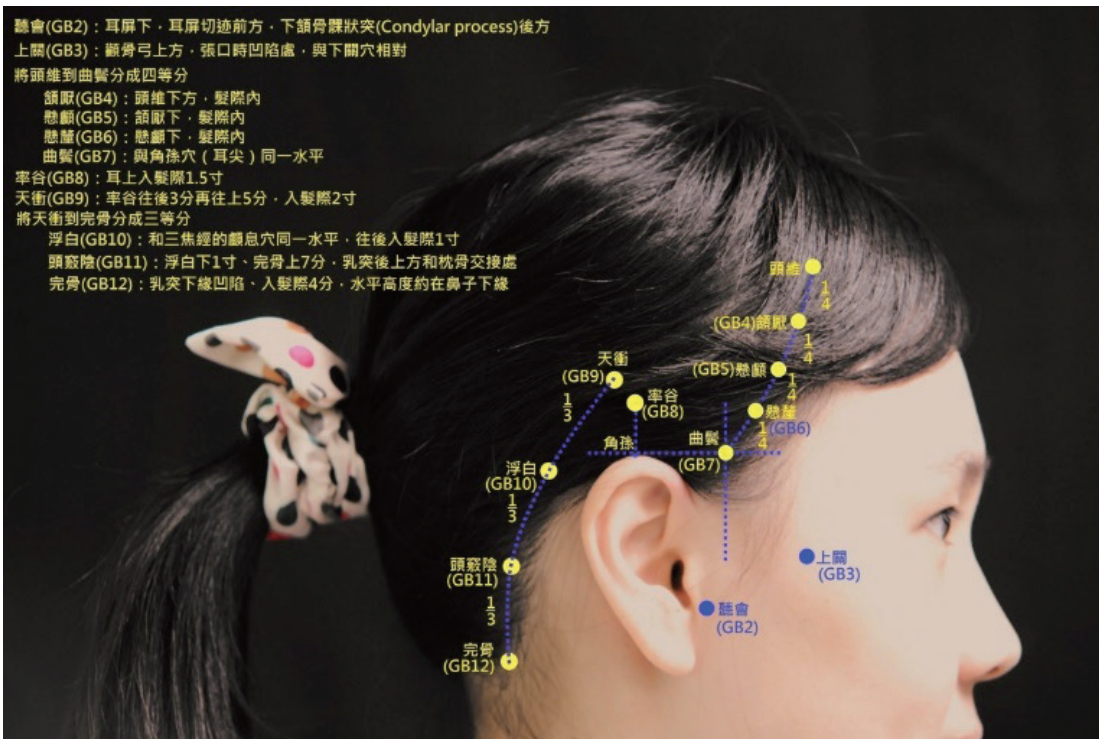 聽會(GB2)：耳屏下，耳屏切迹前方，下頜骨髁狀突(Condylar process)後方
上關(GB3)：顴骨弓上方，張口時凹陷處，與下關穴相對
將頭維到曲鬢分成四等分
頷厭(GB4)：頭維下方，髮際內
懸顱(GB5)：頷厭下，髮際內
懸釐(GB6)：懸顱下，髮際內
曲鬢(GB7)：與角孫穴（耳尖）同一水平
率谷(GB8)：耳上入髮際1.5寸
天衝(GB9)：率谷往後3分再往上5分，入髮際2寸
將天衝到完骨分成三等分
浮白(GB10)：和三焦經的顱息穴同一水平，往後入髮際1寸
頭竅陰(GB11)：浮白下1寸、完骨上7分，乳突後上方和枕骨交接處
完骨(GB12)：乳突下緣凹陷、入髮際4分，水平高度約在鼻子下緣
頭維
1/4
(GB4)頷厭
1/4
(GB5)懸顱
1/4
懸釐
(GB6)
1/4
天衝
(GB9)
率谷
(GB8)
1/3
角孫
曲鬢
(GB7)
浮白
(GB10)
1/3
頭竅陰
(GB11)
1/3
完骨
(GB12)
上關
(GB3)
聽會
(GB2)